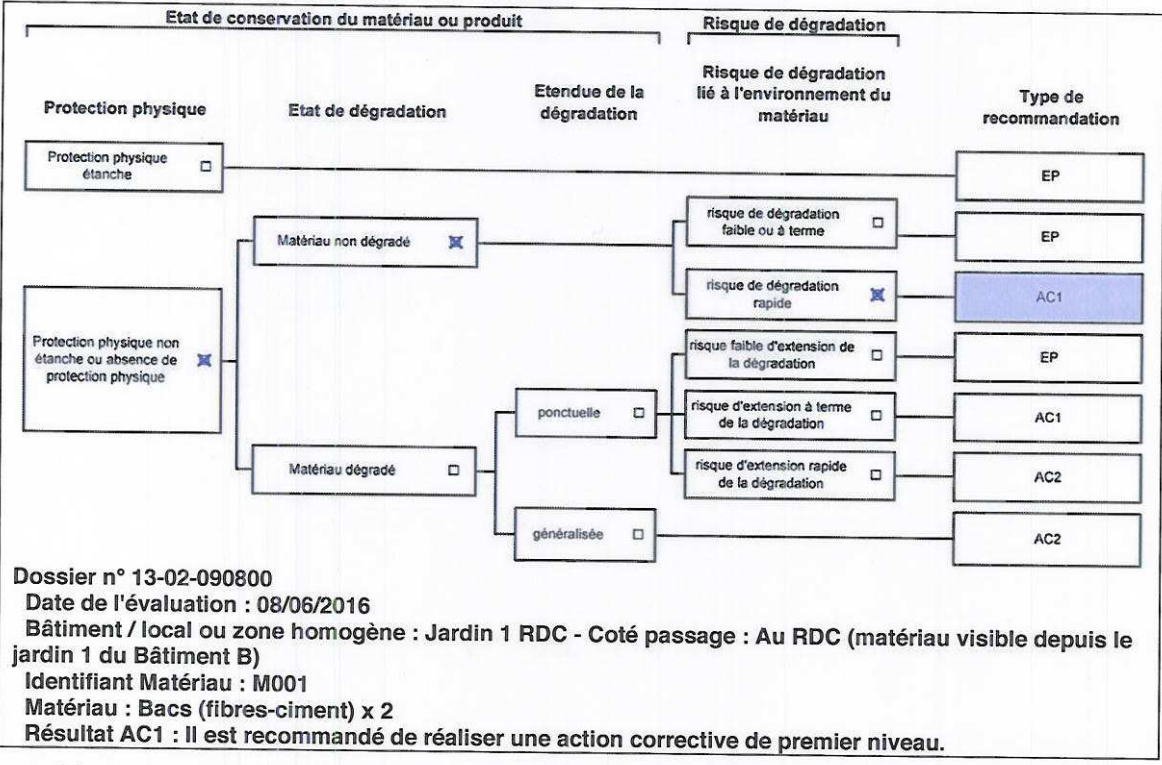 Etat de conservation du matériau ou produit
Risque de dégradation
Protection physique
Etat de dégradation
Etendue de la
dégradation
Risque de dégradation
lié à l'environnement du
matériau
Type de
recommandation
Protection physique
étanche
EP
Protection physique non
étanche ou absence de
protection physique
Matériau non dégradé
risque de dégradation
faible ou à terme
EP
risque de dégradation
rapide
AC1
Matériau dégradé
ponctuelle
risque faible d'extension de
la dégradation
EP
risque d'extension à terme
de la dégradation
AC1
risque d'extension rapide
de la dégradation
AC2
généralisée
AC2
Dossier n° 13-02-090800
Date de l'évaluation : 08/06/2016
Bâtiment / local ou zone homogène : Jardin 1 RDC - Coté passage : Au RDC (matériau visible depuis le
jardin 1 du Bâtiment B)
Identifiant Matériau : M001
Matériau : Bacs (fibres-ciment) x 2
Résultat AC1 : Il est recommandé de réaliser une action corrective de premier niveau.